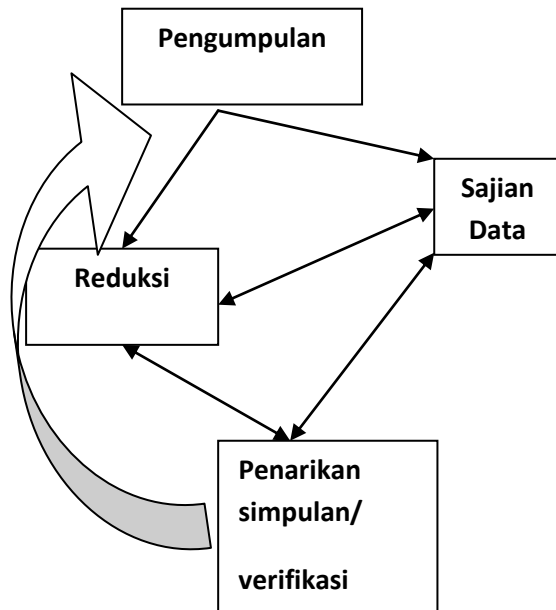 Pengumpulan
Sajian
Data
Reduksi
Penarikan
simpulan/
verifikasi